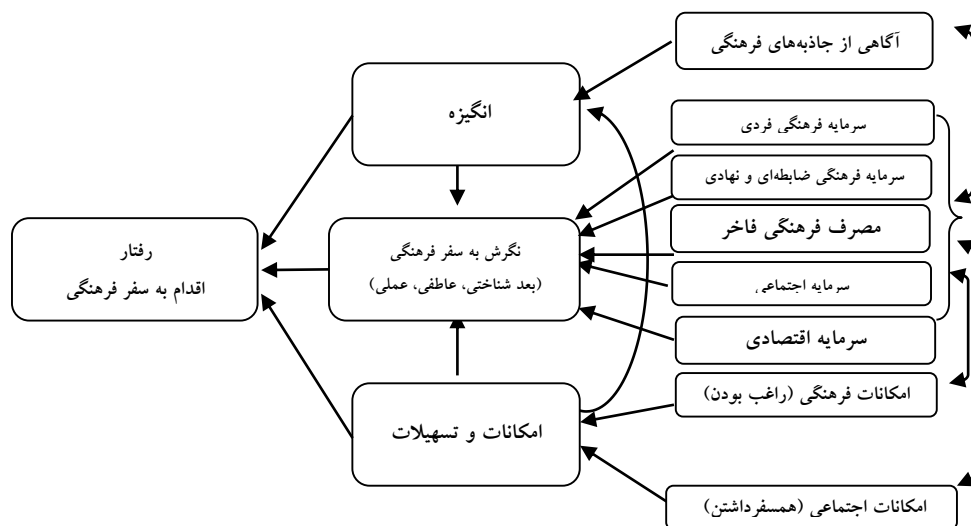 آگاهی از جاذبه‌های فرهنگی
سرمایه فرهنگی فردی
سرمایه فرهنگی ضابطه‌ای و نهادی
مصرف فرهنگی فاخر
سرمایه اجتماعی
سرمایه اقتصادی
امکانات فرهنگی (راغب بودن)
امکانات اجتماعی (همسفرداشتن)
انگیزه
نگرش به سفر فرهنگی
(بعد شناختی، عاطفی، عملی)
امکانات و تسهیلات
رفتار
اقدام به سفر فرهنگی